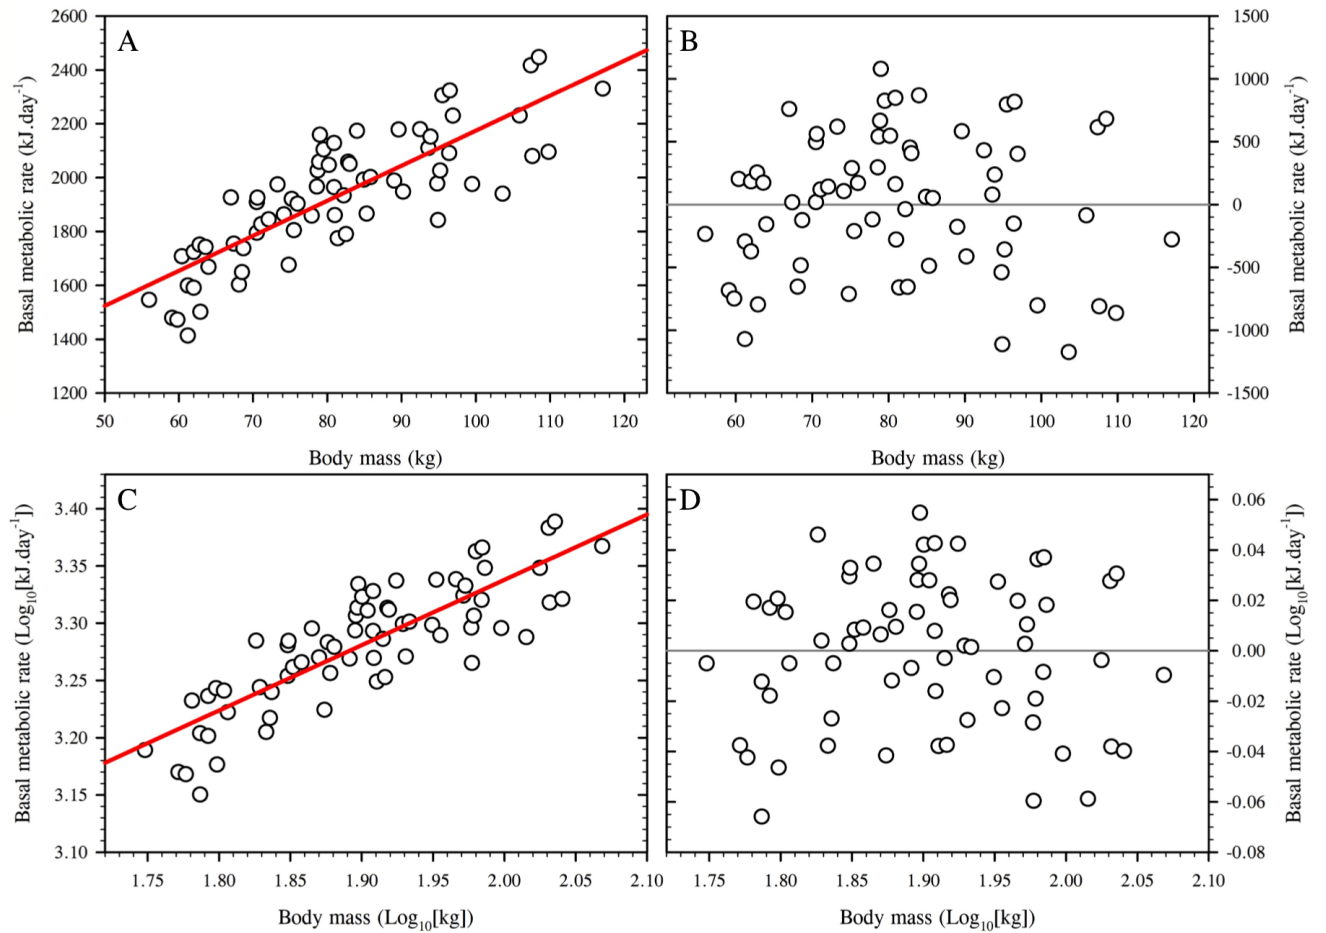 A
Basal metabolic rate (kJ.day⁻¹)
2600
2400
2200
2000
1800
1600
1400
1200
50 60 70 80 90 100 110 120
Body mass (kg)
B
1500
1000
500
0
-500
-1000
-1500
Basal metabolic rate (kJ.day⁻¹)
60 70 80 90 100 110 120
Body mass (kg)
C
Basal metabolic rate (Log₁₀[kJ.day⁻¹])
3.40
3.35
3.30
3.25
3.20
3.15
3.10
1.75 1.80 1.85 1.90 1.95 2.00 2.05 2.10
Body mass (Log₁₀[kg])
D
0.06
0.04
0.02
0.00
-0.02
-0.04
-0.06
-0.08
Basal metabolic rate (Log₁₀[kJ.day⁻¹])
1.75 1.80 1.85 1.90 1.95 2.00 2.05 2.10
Body mass (Log₁₀[kg])